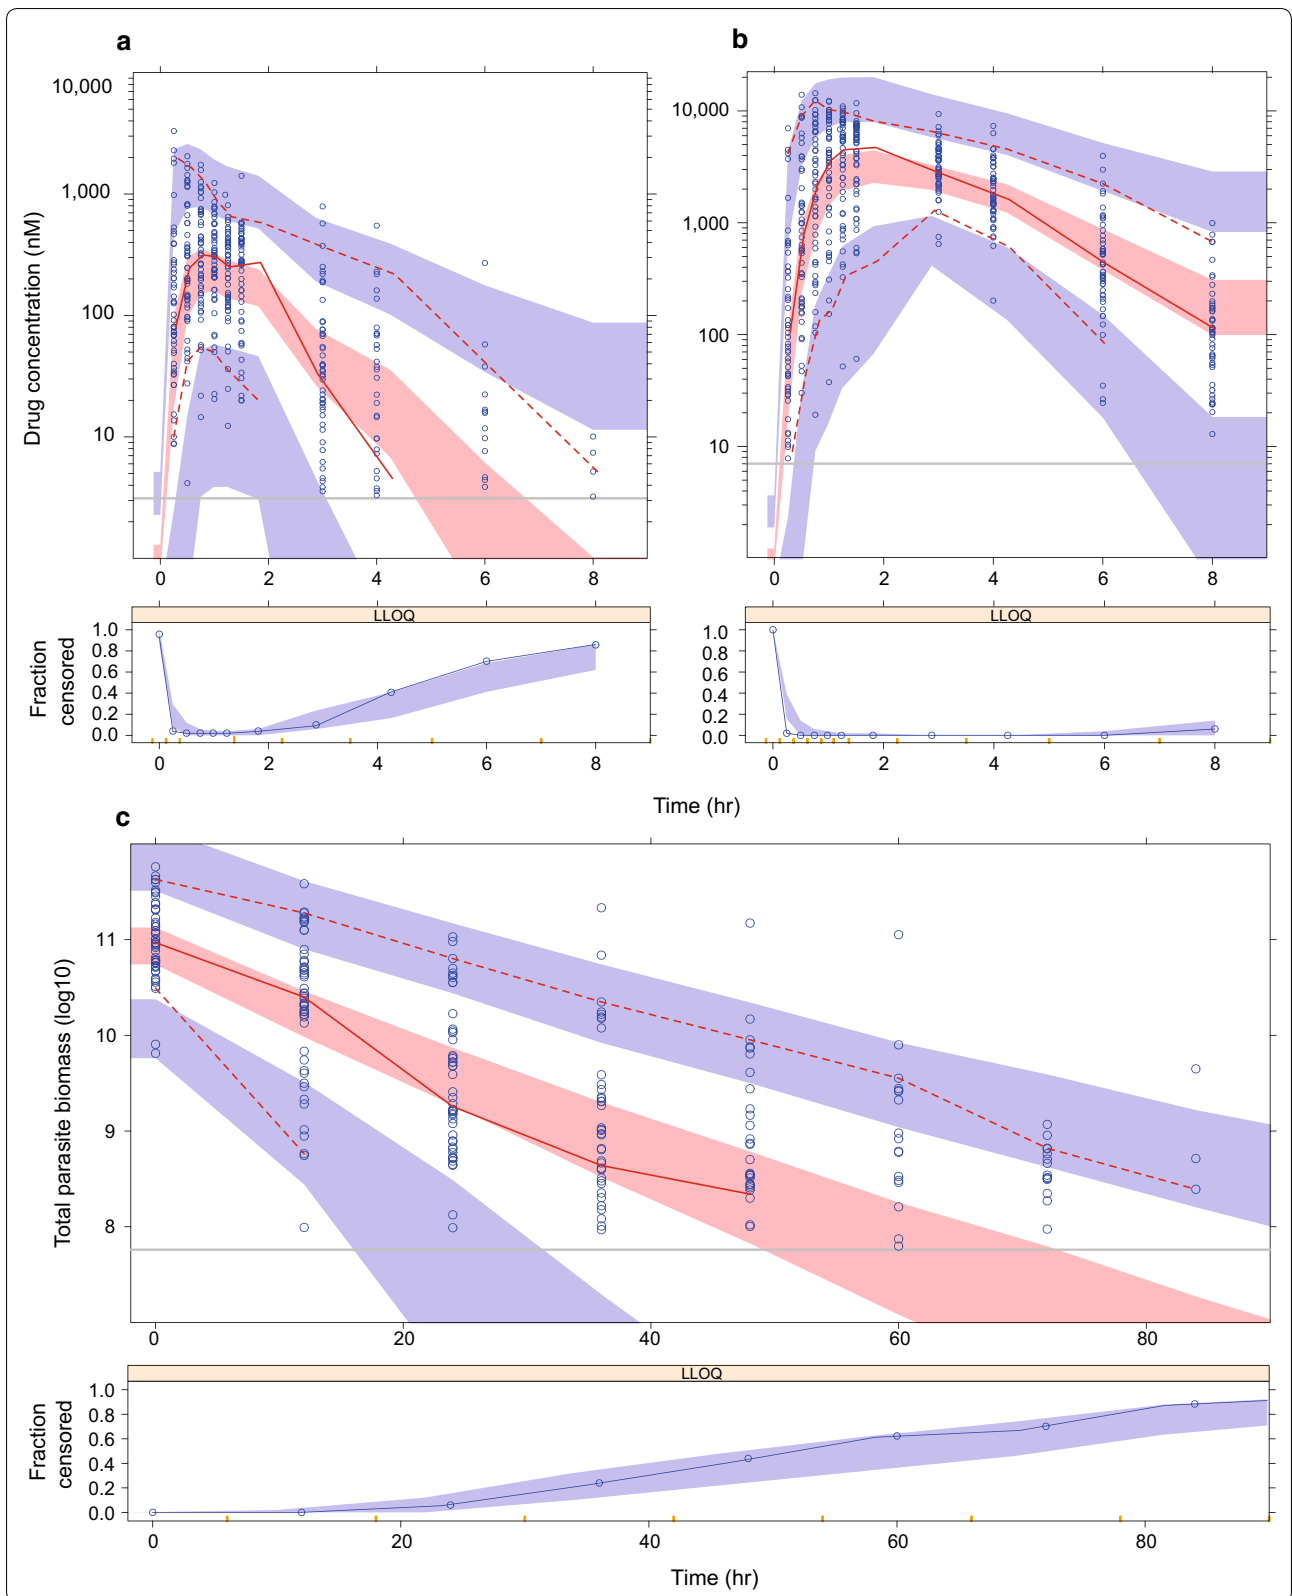 a
b
Drug concentration (nM)
10,000
1,000
100
10
0 2 4 6 8
10,000
1,000
100
10
0 2 4 6 8
LLOQ
Fraction censored
1.0
0.8
0.6
0.4
0.2
0.0
0 2 4 6 8
LLOQ
1.0
0.8
0.6
0.4
0.2
0.0
0 2 4 6 8
Time (hr)
c
Total parasite biomass (log10)
11
10
9
8
0 20 40 60 80
LLOQ
Fraction censored
1.0
0.8
0.6
0.4
0.2
0.0
0 20 40 60 80
Time (hr)